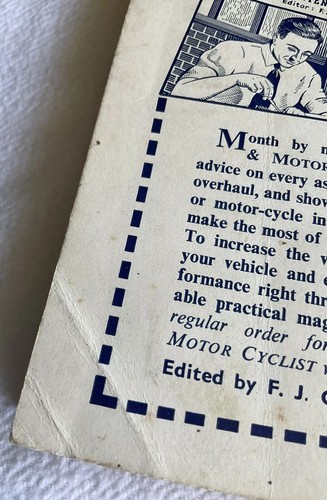 Editor: F.
Month by
& MOTOR
advice on every as
overhaul, and shov
or motor-cycle in
make the most of
To increase the
your vehicle and
formance right thr
able practical mag
regular order for
MOTOR CYCLIST
Edited by F. J.